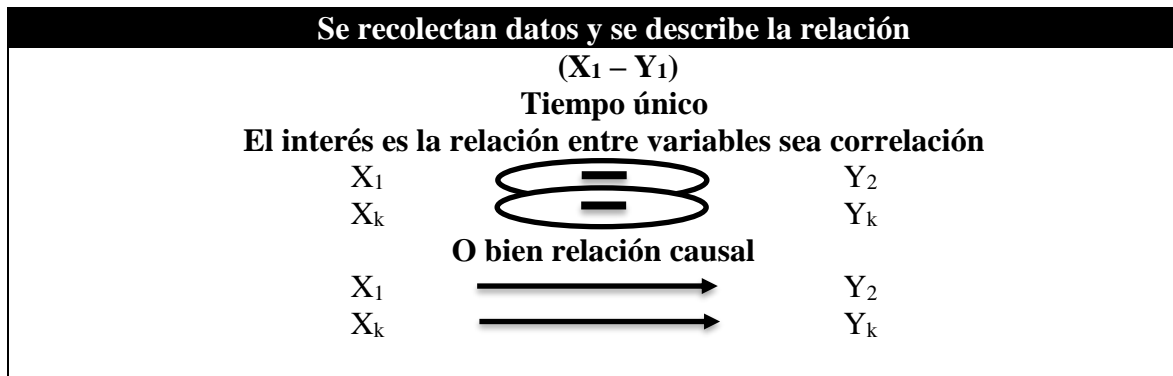 Se recolectan datos y se describe la relación
(X₁ – Y₁)
Tiempo único
El interés es la relación entre variables sea correlación
X₁ Y₂
Xₖ Yₖ
O bien relación causal
X₁ Y₂
Xₖ Yₖ